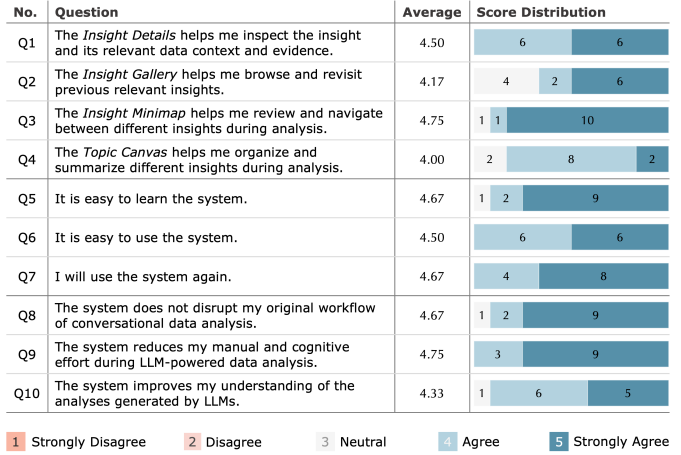 No. Question Average Score Distribution
Q1 The Insight Details helps me inspect the insight and its relevant data context and evidence. 4.50 6 6
Q2 The Insight Gallery helps me browse and revisit previous relevant insights. 4.17 4 2 6
Q3 The Insight Minimap helps me review and navigate between different insights during analysis. 4.75 1 1 10
Q4 The Topic Canvas helps me organize and summarize different insights during analysis. 4.00 2 8 2
Q5 It is easy to learn the system. 4.67 1 2 9
Q6 It is easy to use the system. 4.50 6 6
Q7 I will use the system again. 4.67 4 8
Q8 The system does not disrupt my original workflow of conversational data analysis. 4.67 1 2 9
Q9 The system reduces my manual and cognitive effort during LLM-powered data analysis. 4.75 3 9
Q10 The system improves my understanding of the analyses generated by LLMs. 4.33 1 6 5
1 Strongly Disagree 2 Disagree 3 Neutral 4 Agree 5 Strongly Agree